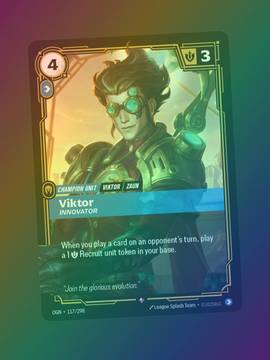 4
3
CHAMPION UNIT VIKTOR ZAUN
Viktor
INNOVATOR
When you play a card on an opponent's turn, play
a 1 Recruit unit token in your base.
"Join the glorious evolution."
OGN • 117/298
League Splash Team